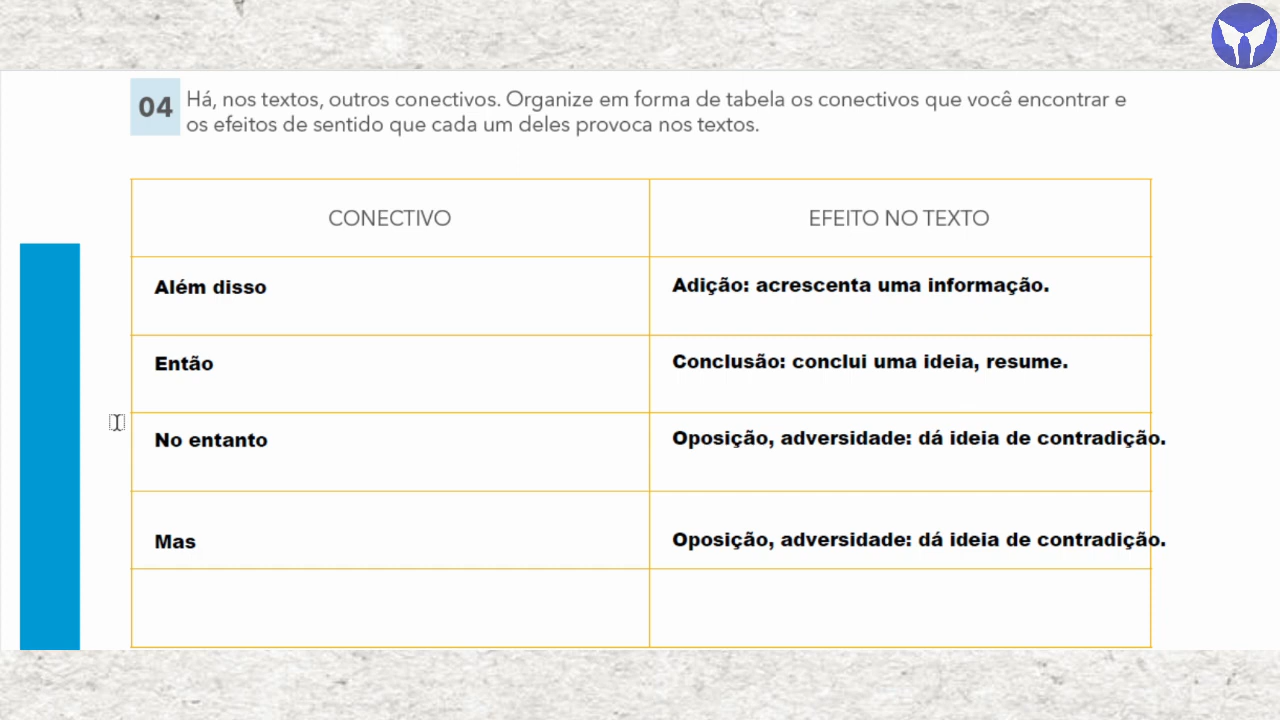 04
Há, nos textos, outros conectivos. Organize em forma de tabela os conectivos que você encontrar e
os efeitos de sentido que cada um deles provoca nos textos.
CONECTIVO
EFEITO NO TEXTO
Além disso
Adição: acrescenta uma informação.
Então
Conclusão: conclui uma ideia, resume.
No entanto
Oposição, adversidade: dá ideia de contradição.
Mas
Oposição, adversidade: dá ideia de contradição.